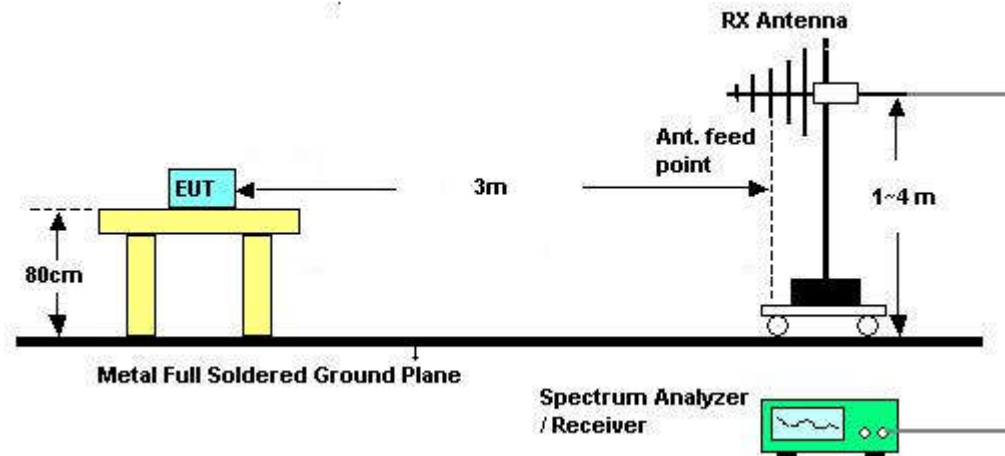 RX Antenna
Ant. feed
point
EUT
3m
1~4 m
80cm
Metal Full Soldered Ground Plane
Spectrum Analyzer
/ Receiver